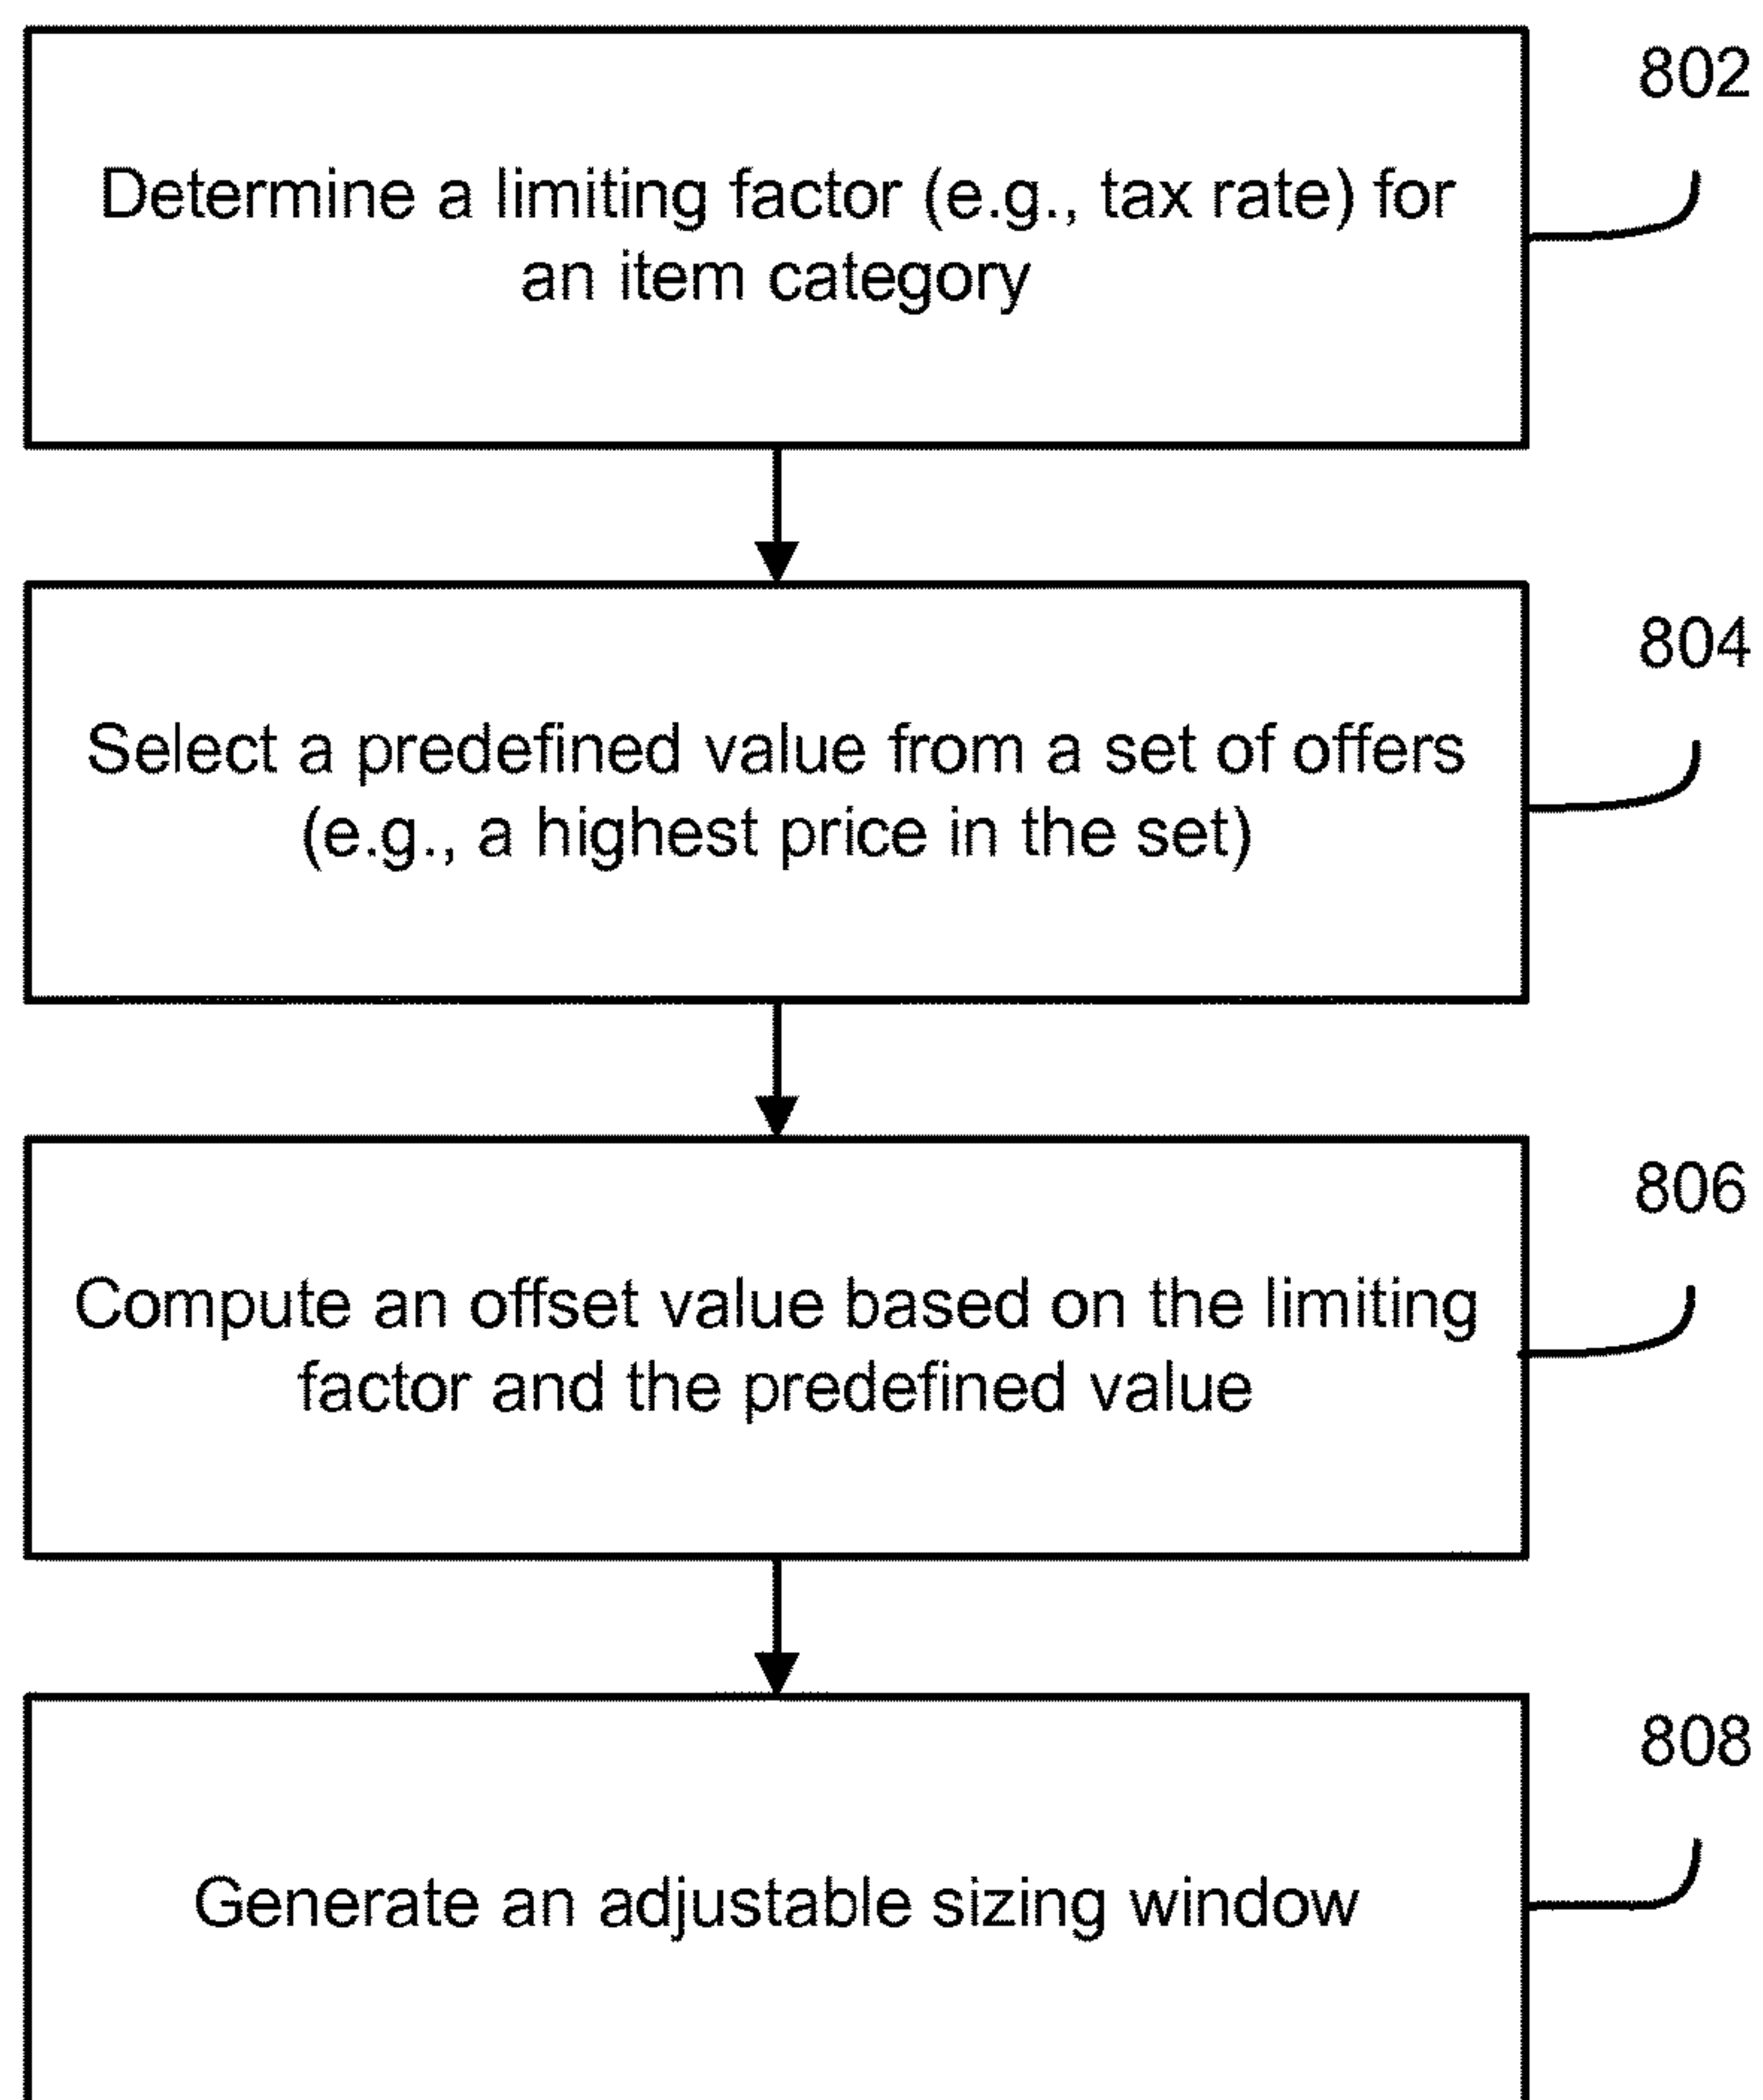 802
Determine a limiting factor (e.g., tax rate) for
an item category
804
Select a predefined value from a set of offers
(e.g., a highest price in the set)
806
Compute an offset value based on the limiting
factor and the predefined value
808
Generate an adjustable sizing window